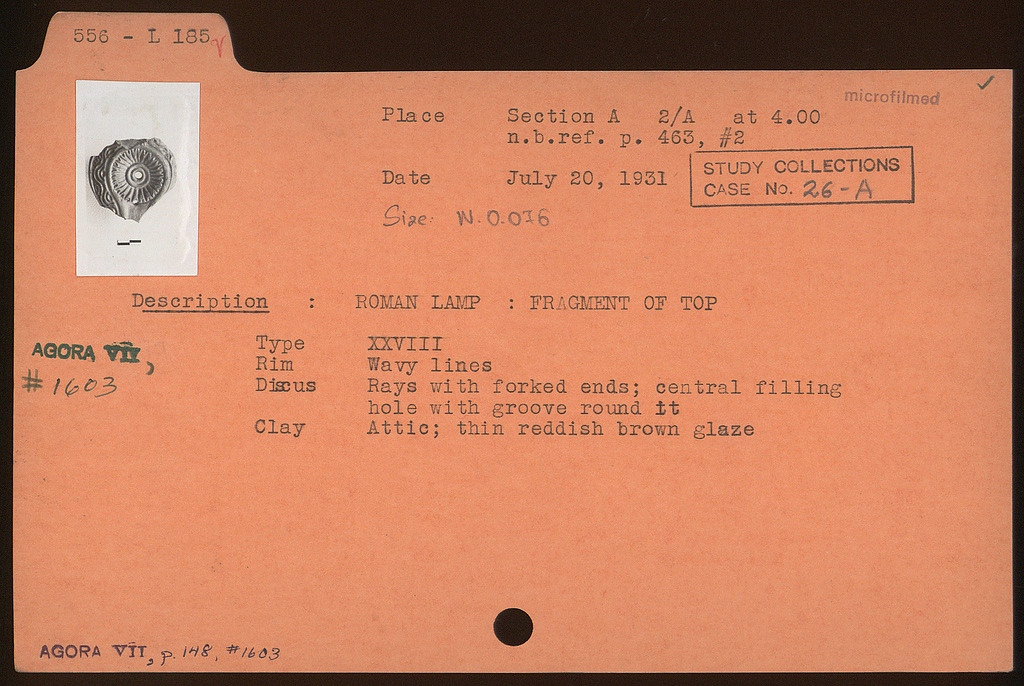 556 - L 185
microfilmed
Place Section A 2/A at 4.00
n.b.ref. p. 463, #2
Date July 20, 1931
STUDY COLLECTIONS
CASE No. 26-A
Size: W. 0.076
Description : ROMAN LAMP : FRAGMENT OF TOP
AGORA VII,
# 1603
Type XXVIII
Rim Wavy lines
Discus Rays with forked ends; central filling
hole with groove round it
Clay Attic; thin reddish brown glaze
AGORA VII, p. 148, #1603